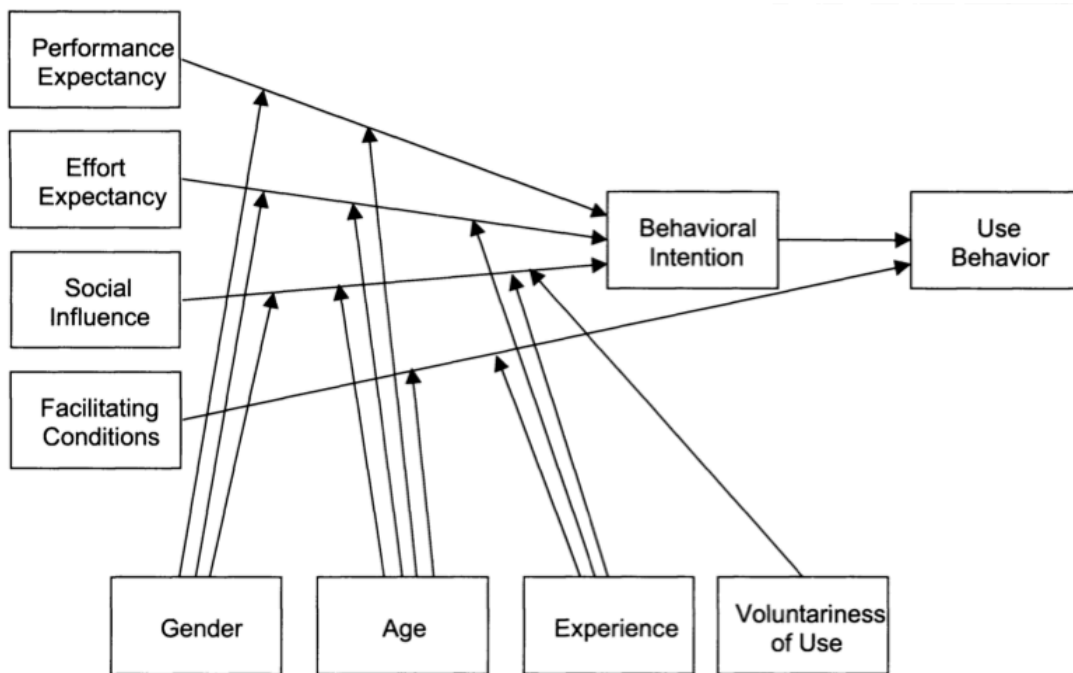 Performance
Expectancy
Effort
Expectancy
Social
Influence
Facilitating
Conditions
Behavioral
Intention
Use
Behavior
Gender
Age
Experience
Voluntariness
of Use